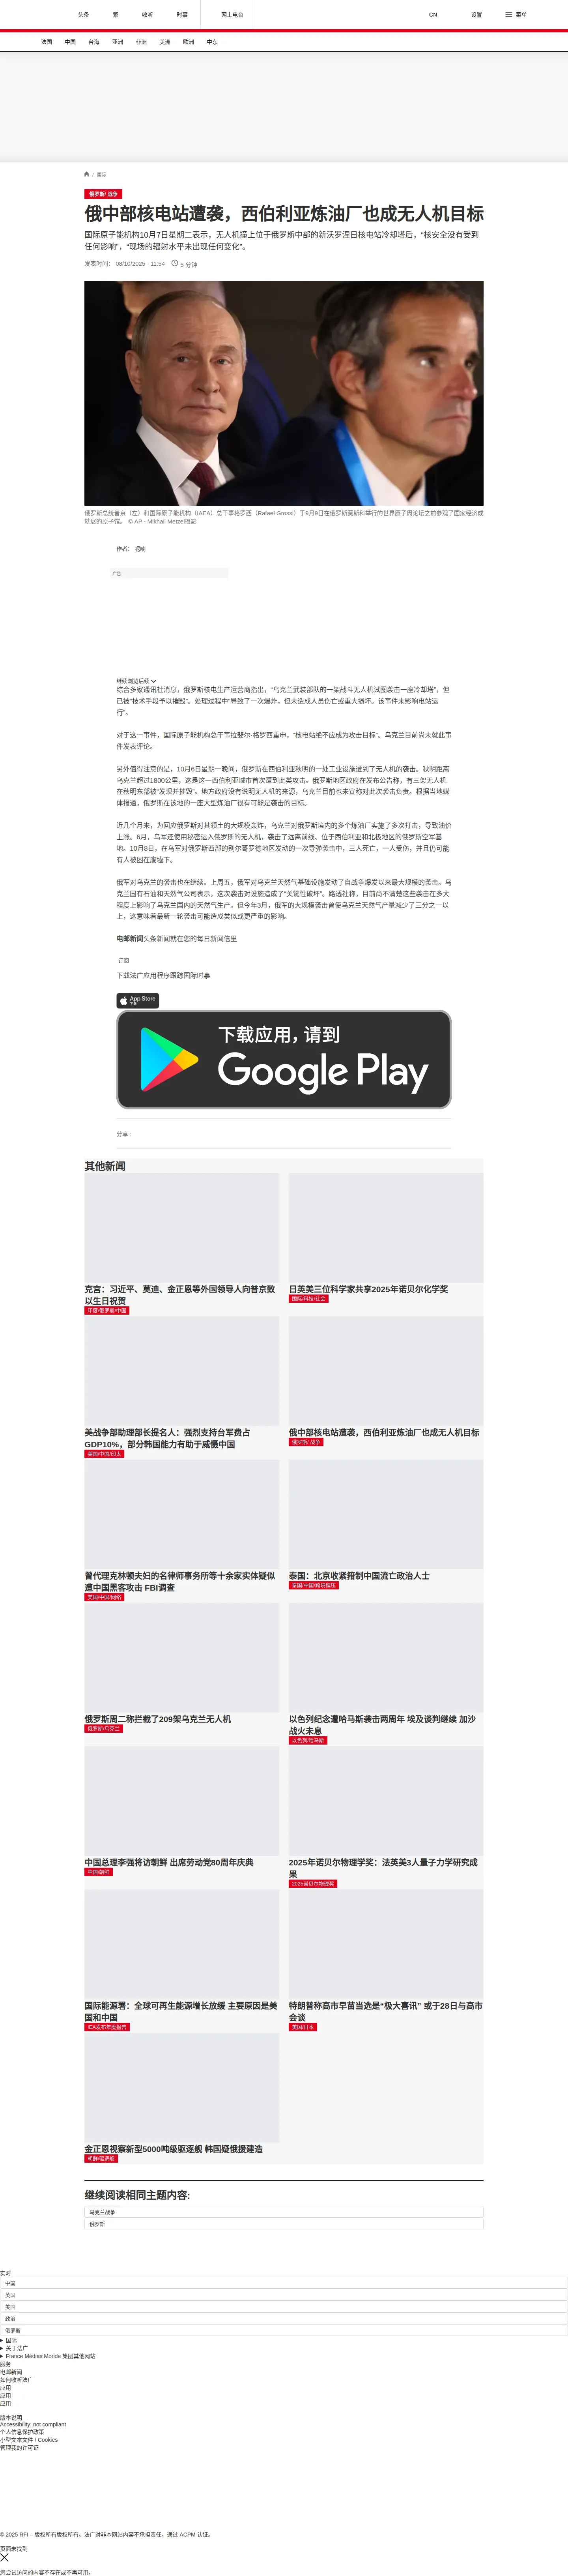 头条
繁
收听
时事
网上电台
CN
设置
菜单
法国
中国
台海
亚洲
非洲
美洲
欧洲
中东
/ 国际
俄罗斯/ 战争
俄中部核电站遭袭，西伯利亚炼油厂也成无人机目标
国际原子能机构10月7日星期二表示，无人机撞上位于俄罗斯中部的新沃罗涅日核电站冷却塔后，“核安全没有受到
任何影响”，“现场的辐射水平未出现任何变化”。
发表时间： 08/10/2025 - 11:54
5 分钟
俄罗斯总统普京（左）和国际原子能机构（IAEA）总干事格罗西（Rafael Grossi）于9月9日在俄罗斯莫斯科举行的世界原子周论坛之前参观了国家经济成
就展的原子馆。 © AP - Mikhail Metzel摄影
作者： 呢喃
广告
继续浏览后续
综合多家通讯社消息，俄罗斯核电生产运营商指出，“乌克兰武装部队的一架战斗无人机试图袭击一座冷却塔”，但
已被“技术手段予以摧毁”。处理过程中“导致了一次爆炸，但未造成人员伤亡或重大损坏。该事件未影响电站运
行”。
对于这一事件，国际原子能机构总干事拉斐尔·格罗西重申，“核电站绝不应成为攻击目标”。乌克兰目前尚未就此事
件发表评论。
另外值得注意的是，10月6日星期一晚间，俄罗斯在西伯利亚秋明的一处工业设施遭到了无人机的袭击。秋明距离
乌克兰超过1800公里，这是这一西伯利亚城市首次遭到此类攻击。俄罗斯地区政府在发布公告称，有三架无人机
在秋明东部被“发现并摧毁”。地方政府没有说明无人机的来源，乌克兰目前也未宣称对此次袭击负责。根据当地媒
体报道，俄罗斯在该地的一座大型炼油厂很有可能是袭击的目标。
近几个月来，为回应俄罗斯对其领土的大规模轰炸，乌克兰对俄罗斯境内的多个炼油厂实施了多次打击，导致油价
上涨。6月，乌军还使用秘密运入俄罗斯的无人机，袭击了远离前线、位于西伯利亚和北极地区的俄罗斯空军基
地。10月8日，在乌军对俄罗斯西部的别尔哥罗德地区发动的一次导弹袭击中，三人死亡，一人受伤，并且仍可能
有人被困在废墟下。
俄军对乌克兰的袭击也在继续。上周五，俄军对乌克兰天然气基础设施发动了自战争爆发以来最大规模的袭击。乌
克兰国有石油和天然气公司表示，这次袭击对设施造成了“关键性破坏”。路透社称，目前尚不清楚这些袭击在多大
程度上影响了乌克兰国内的天然气生产。但今年3月，俄军的大规模袭击曾使乌克兰天然气产量减少了三分之一以
上，这意味着最新一轮袭击可能造成类似或更严重的影响。
电邮新闻头条新闻就在您的每日新闻信里
订阅
下载法广应用程序跟踪国际时事
App Store
下载
下载应用，请到
Google Play
分享 :
其他新闻
克宫：习近平、莫迪、金正恩等外国领导人向普京致
以生日祝贺
印度/俄罗斯/中国
日英美三位科学家共享2025年诺贝尔化学奖
国际/科技/社会
美战争部助理部长提名人：强烈支持台军费占
GDP10%，部分韩国能力有助于威慑中国
美国/中国/印太
俄中部核电站遭袭，西伯利亚炼油厂也成无人机目标
俄罗斯/ 战争
曾代理克林顿夫妇的名律师事务所等十余家实体疑似
遭中国黑客攻击 FBI调查
美国/中国/网络
泰国：北京收紧箝制中国流亡政治人士
泰国/中国/跨境镇压
俄罗斯周二称拦截了209架乌克兰无人机
俄罗斯/乌克兰
以色列纪念遭哈马斯袭击两周年 埃及谈判继续 加沙
战火未息
以色列/哈马斯
中国总理李强将访朝鲜 出席劳动党80周年庆典
中国/朝鲜
2025年诺贝尔物理学奖：法英美3人量子力学研究成
果
2025诺贝尔物理奖
国际能源署：全球可再生能源增长放缓 主要原因是美
国和中国
IEA发布年度报告
特朗普称高市早苗当选是“极大喜讯” 或于28日与高市
会谈
美国/日本
金正恩视察新型5000吨级驱逐舰 韩国疑俄援建造
朝鲜/驱逐舰
继续阅读相同主题内容:
乌克兰战争
俄罗斯
实时
中国
英国
美国
政治
俄罗斯
国际
关于法广
France Médias Monde 集团其他网站
服务
电邮新闻
如何收听法广
应用
应用
应用
版本说明
Accessibility: not compliant
个人信息保护政策
小型文本文件 / Cookies
管理我的许可证
© 2025 RFI – 版权所有版权所有。法广对非本网站内容不承担责任。通过 ACPM 认证。
页面未找到
您尝试访问的内容不存在或不再可用。